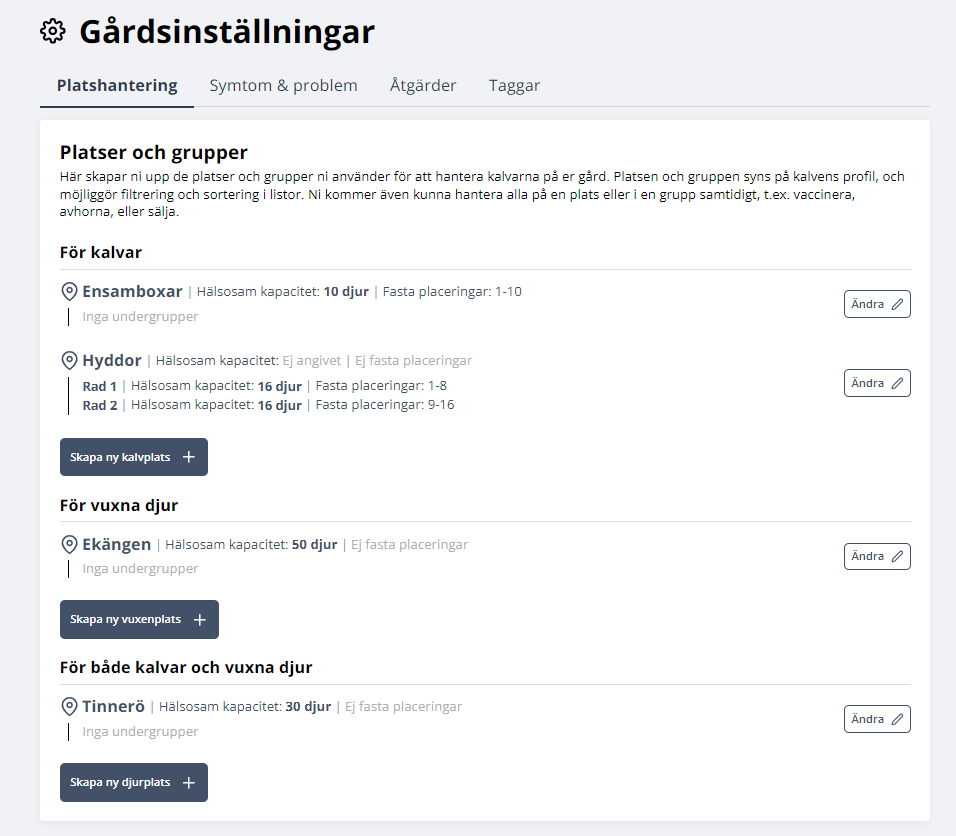 Gårdsinställningar
Platshantering Symtom & problem Åtgärder Taggar
Platser och grupper
Här skapar ni upp de platser och grupper ni använder för att hantera kalvarna på er gård. Platsen och gruppen syns på kalvens profil, och
möjliggör filtrering och sortering i listor. Ni kommer även kunna hantera alla på en plats eller i en grupp samtidigt, t.ex. vaccinera,
avhorna, eller sälja.
För kalvar
Ensamboxar | Hälsosam kapacitet: 10 djur | Fasta placeringar: 1-10
Ändra
Inga undergrupper
Hyddor | Hälsosam kapacitet: Ej angivet | Ej fasta placeringar
Ändra
Rad 1 | Hälsosam kapacitet: 16 djur | Fasta placeringar: 1-8
Rad 2 | Hälsosam kapacitet: 16 djur | Fasta placeringar: 9-16
Skapa ny kalvplats +
För vuxna djur
Ekängen | Hälsosam kapacitet: 50 djur | Ej fasta placeringar
Ändra
Inga undergrupper
Skapa ny vuxenplats +
För både kalvar och vuxna djur
Tinnerö | Hälsosam kapacitet: 30 djur | Ej fasta placeringar
Ändra
Inga undergrupper
Skapa ny djurplats +